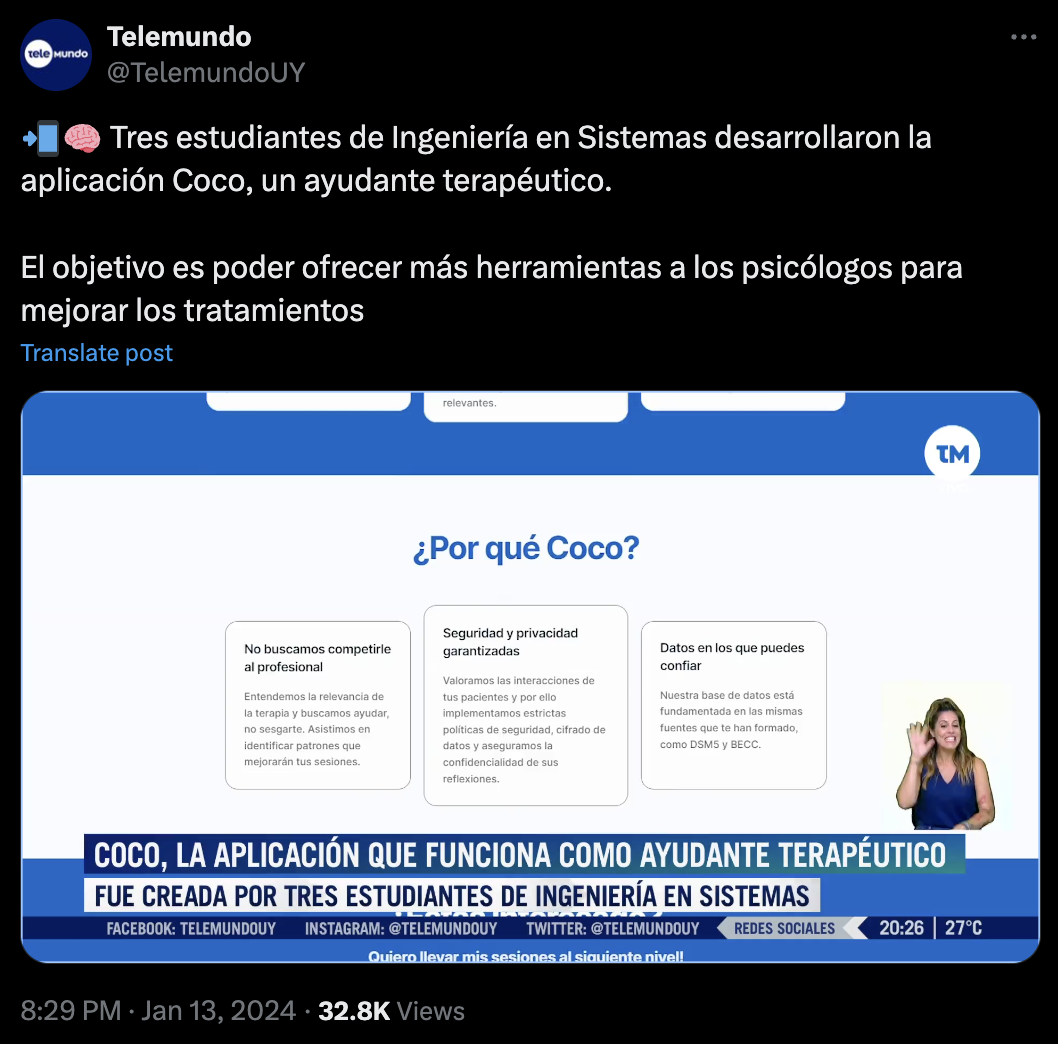 tele MUNDO
Telemundo
@TelemundoUY
Tres estudiantes de Ingeniería en Sistemas desarrollaron la
aplicación Coco, un ayudante terapéutico.
El objetivo es poder ofrecer más herramientas a los psicólogos para
mejorar los tratamientos
Translate post
relevantes.
TM
¿Por qué Coco?
No buscamos competirle
al profesional
Entendemos la relevancia de
la terapia y buscamos ayudar,
no sesgarte. Asistimos en
identificar patrones que
mejorarán tus sesiones.
Seguridad y privacidad
garantizadas
Valoramos las interacciones de
tus pacientes y por ello
implementamos estrictas
políticas de seguridad, cifrado de
datos y aseguramos la
confidencialidad de sus
reflexiones.
Datos en los que puedes
confiar
Nuestra base de datos está
fundamentada en las mismas
fuentes que te han formado,
como DSM5 y BECC.
COCO, LA APLICACIÓN QUE FUNCIONA COMO AYUDANTE TERAPÉUTICO
FUE CREADA POR TRES ESTUDIANTES DE INGENIERÍA EN SISTEMAS
FACEBOOK: TELEMUNDOUY INSTAGRAM: @TELEMUNDOUY TWITTER: @TELEMUNDOUY REDES SOCIALES 20:26 27°C
Quiero llevar mis sesiones al siguiente nivel!
8:29 PM · Jan 13, 2024 · 32.8K Views